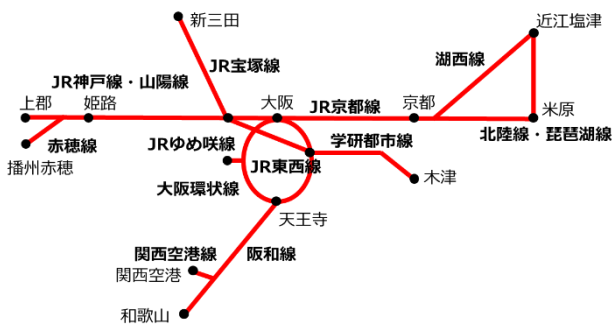 新三田
近江塩津
JR宝塚線
湖西線
JR神戸線・山陽線
上郡
姫路
大阪
JR京都線
京都
米原
赤穂線
播州赤穂
JRゆめ咲線
JR東西線
学研都市線
北陸線・琵琶湖線
木津
大阪環状線
天王寺
関西空港線
阪和線
関西空港
和歌山